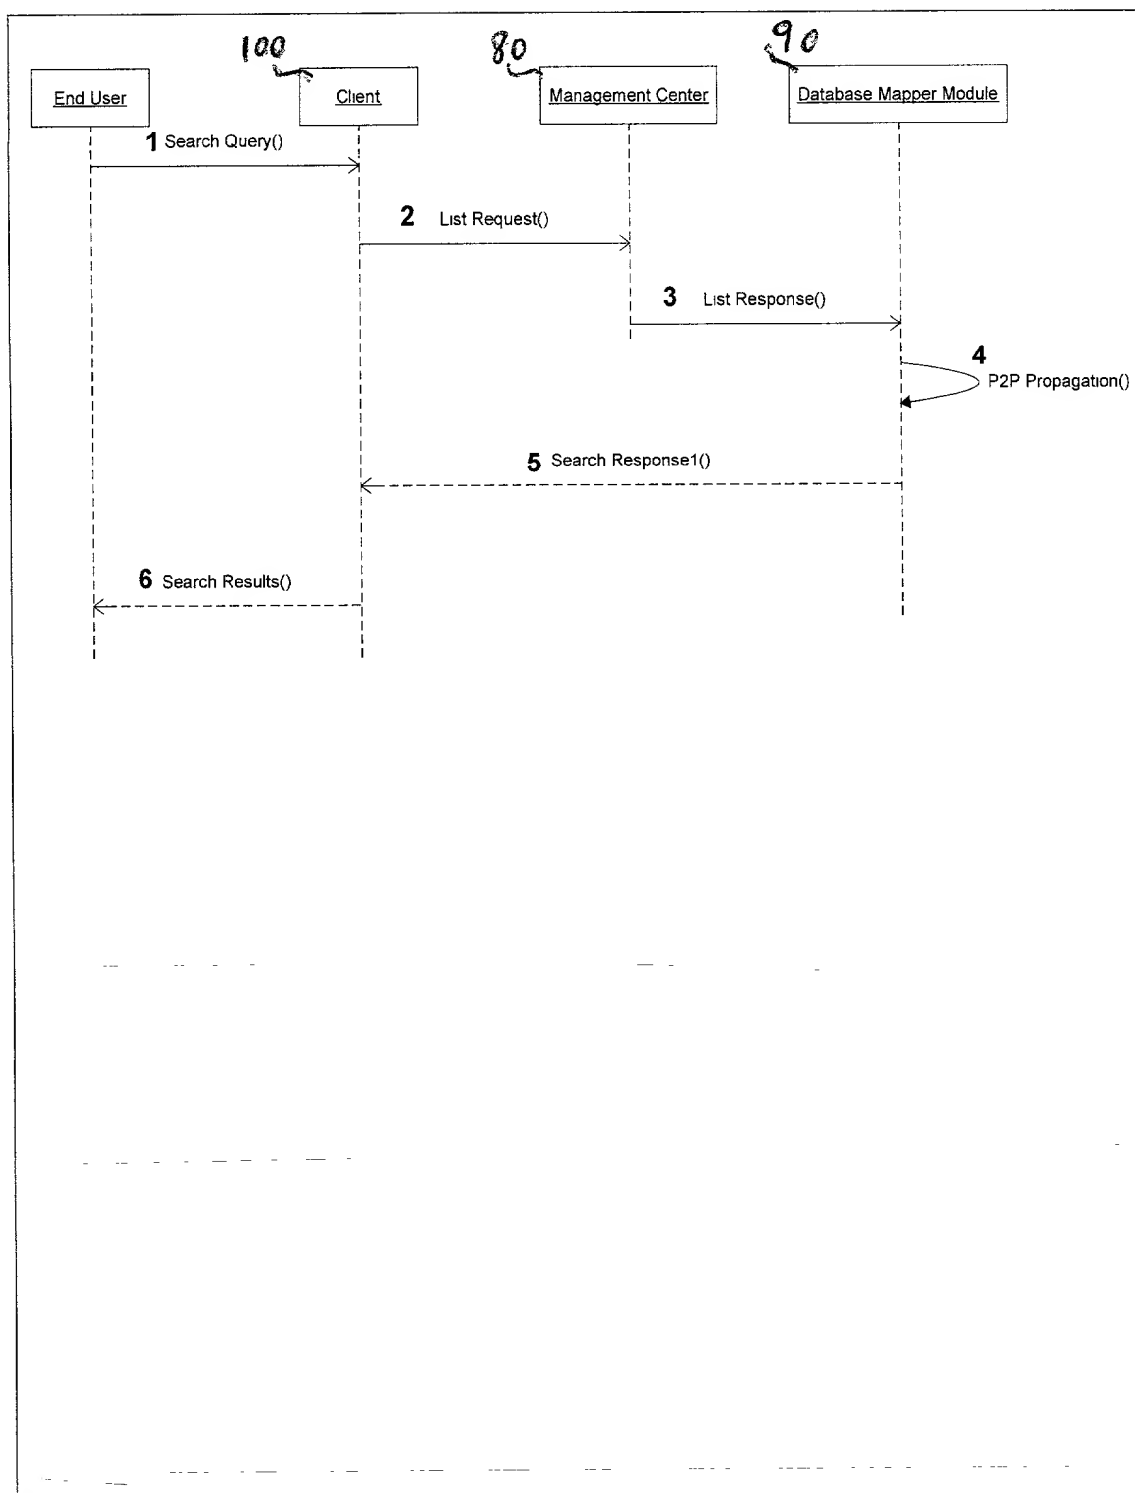 100
80
90
End User
Client
Management Center
Database Mapper Module
1 Search Query()
2 List Request()
3 List Response()
4
P2P Propagation()
5 Search Response1()
6 Search Results()